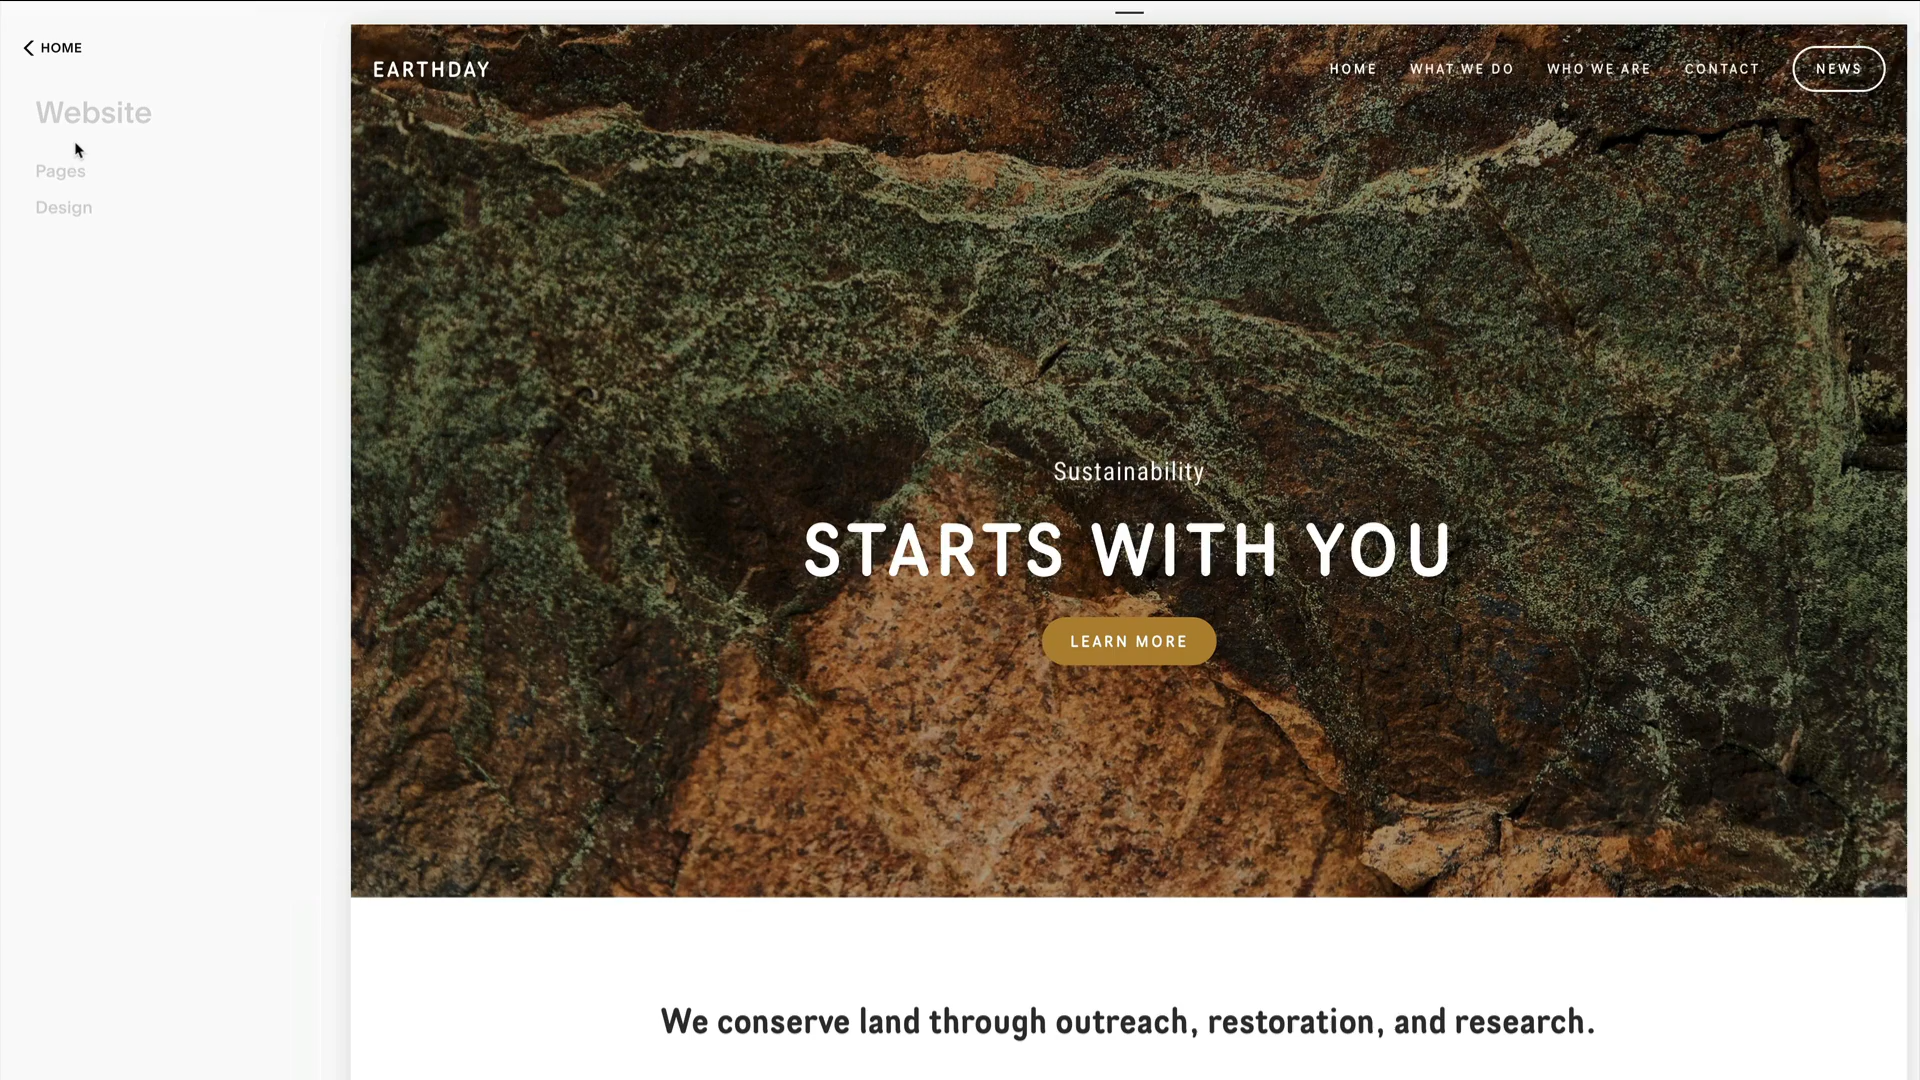 HOME
Website
Pages
Design
EARTHDAY
HOME WHAT WE DO WHO WE ARE CONTACT NEWS
Sustainability
STARTS WITH YOU
LEARN MORE
We conserve land through outreach, restoration, and research.